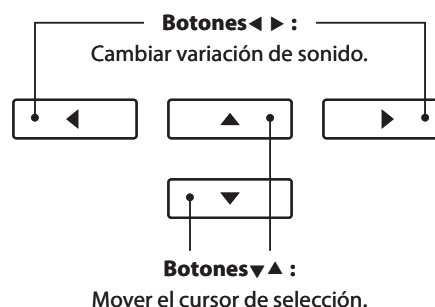 Botones◀ ▶ :
Cambiar variación de sonido.
◀ ▲ ▶
▼
Botones▼▲ :
Mover el cursor de selección.